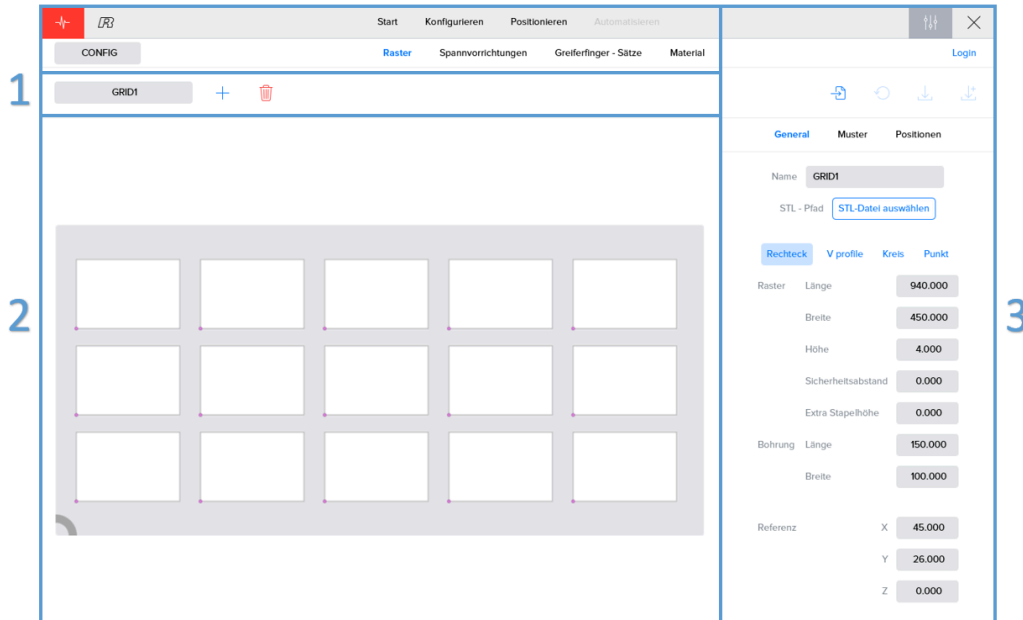 Start Konfigurieren Positionieren Automatisieren
CONFIG Raster Spannvorrichtungen Greiferfinger - Sätze Material
Login
1
GRID1
General Muster Positionen
Name GRID1
STL - Pfad STL-Datei auswählen
Rechteck V profile Kreis Punkt
Raster Länge 940.000
2
3
Breite 450.000
Höhe 4.000
Sicherheitsabstand 0.000
Extra Stapelhöhe 0.000
Bohrung Länge 150.000
Breite 100.000
Referenz X 45.000
Y 26.000
Z 0.000